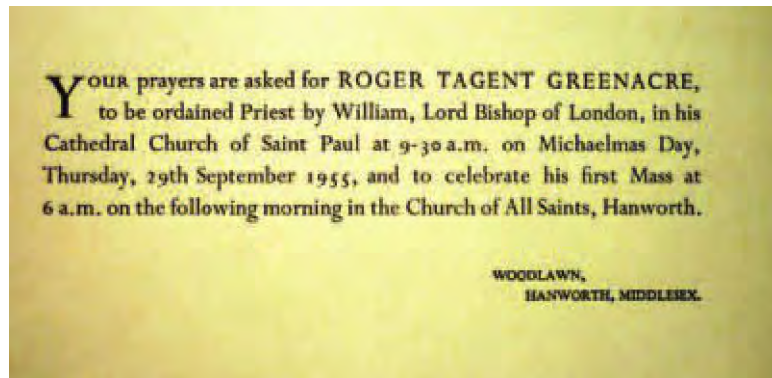 YOUR prayers are asked for ROGER TAGENT GREENACRE,
to be ordained Priest by William, Lord Bishop of London, in his
Cathedral Church of Saint Paul at 9-30 a.m. on Michaelmas Day,
Thursday, 29th September 1955, and to celebrate his first Mass at
6 a.m. on the following morning in the Church of All Saints, Hanworth.
WOODLAWN,
HANWORTH, MIDDLESEX.